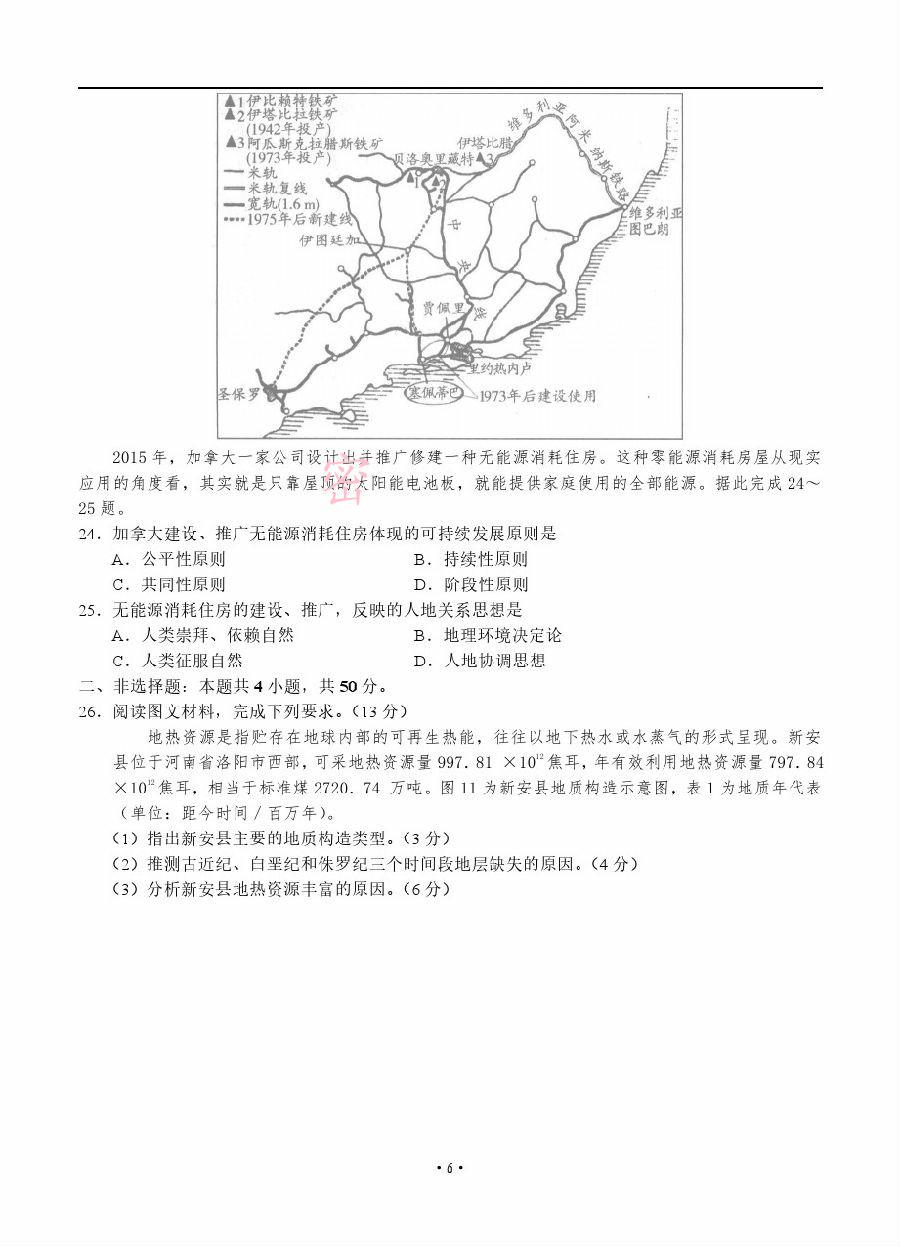 ▲1伊比赖特铁矿
▲2伊塔比拉铁矿
(1942年投产)
▲3阿瓜斯克拉腊斯铁矿
(1973年投产)
米轨
米轨复线
宽轨(1.6 m)
1975年后新建线
维多利亚阿米纳斯铁路
伊塔比腊
贝洛奥里藏特▲3
▲1
2
维多利亚
图巴朗
伊图廷加
中央线
贾佩里
里约热内卢
圣保罗
塞佩蒂巴
1973年后建设使用
2015 年，加拿大一家公司设计出手推广修建一种无能源消耗住房。这种零能源消耗房屋从现实
应用的角度看，其实就是只靠屋顶的太阳能电池板，就能提供家庭使用的全部能源。据此完成 24～
25 题。
密
24．加拿大建设、推广无能源消耗住房体现的可持续发展原则是
A．公平性原则 B．持续性原则
C．共同性原则 D．阶段性原则
25．无能源消耗住房的建设、推广，反映的人地关系思想是
A．人类崇拜、依赖自然 B．地理环境决定论
C．人类征服自然 D．人地协调思想
二、非选择题：本题共 4 小题，共 50 分。
26．阅读图文材料，完成下列要求。（13 分）
地热资源是指贮存在地球内部的可再生热能，往往以地下热水或水蒸气的形式呈现。新安
县位于河南省洛阳市西部，可采地热资源量 997．81 ×10¹²焦耳，年有效利用地热资源量 797．84
×10¹²焦耳，相当于标准煤 2720．74 万吨。图 11 为新安县地质构造示意图，表 1 为地质年代表
（单位：距今时间／百万年）。
（1）指出新安县主要的地质构造类型。（3 分）
（2）推测古近纪、白垩纪和侏罗纪三个时间段地层缺失的原因。（4 分）
（3）分析新安县地热资源丰富的原因。（6 分）
·6·